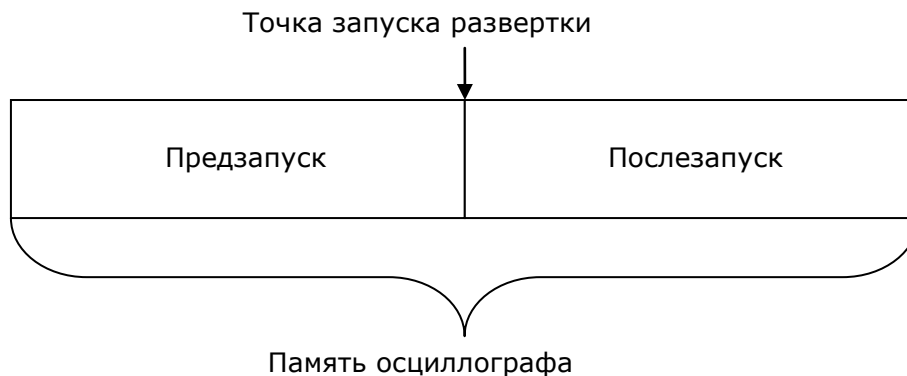 Точка запуска развертки
Предзапуск
Послезапуск
Память осциллографа